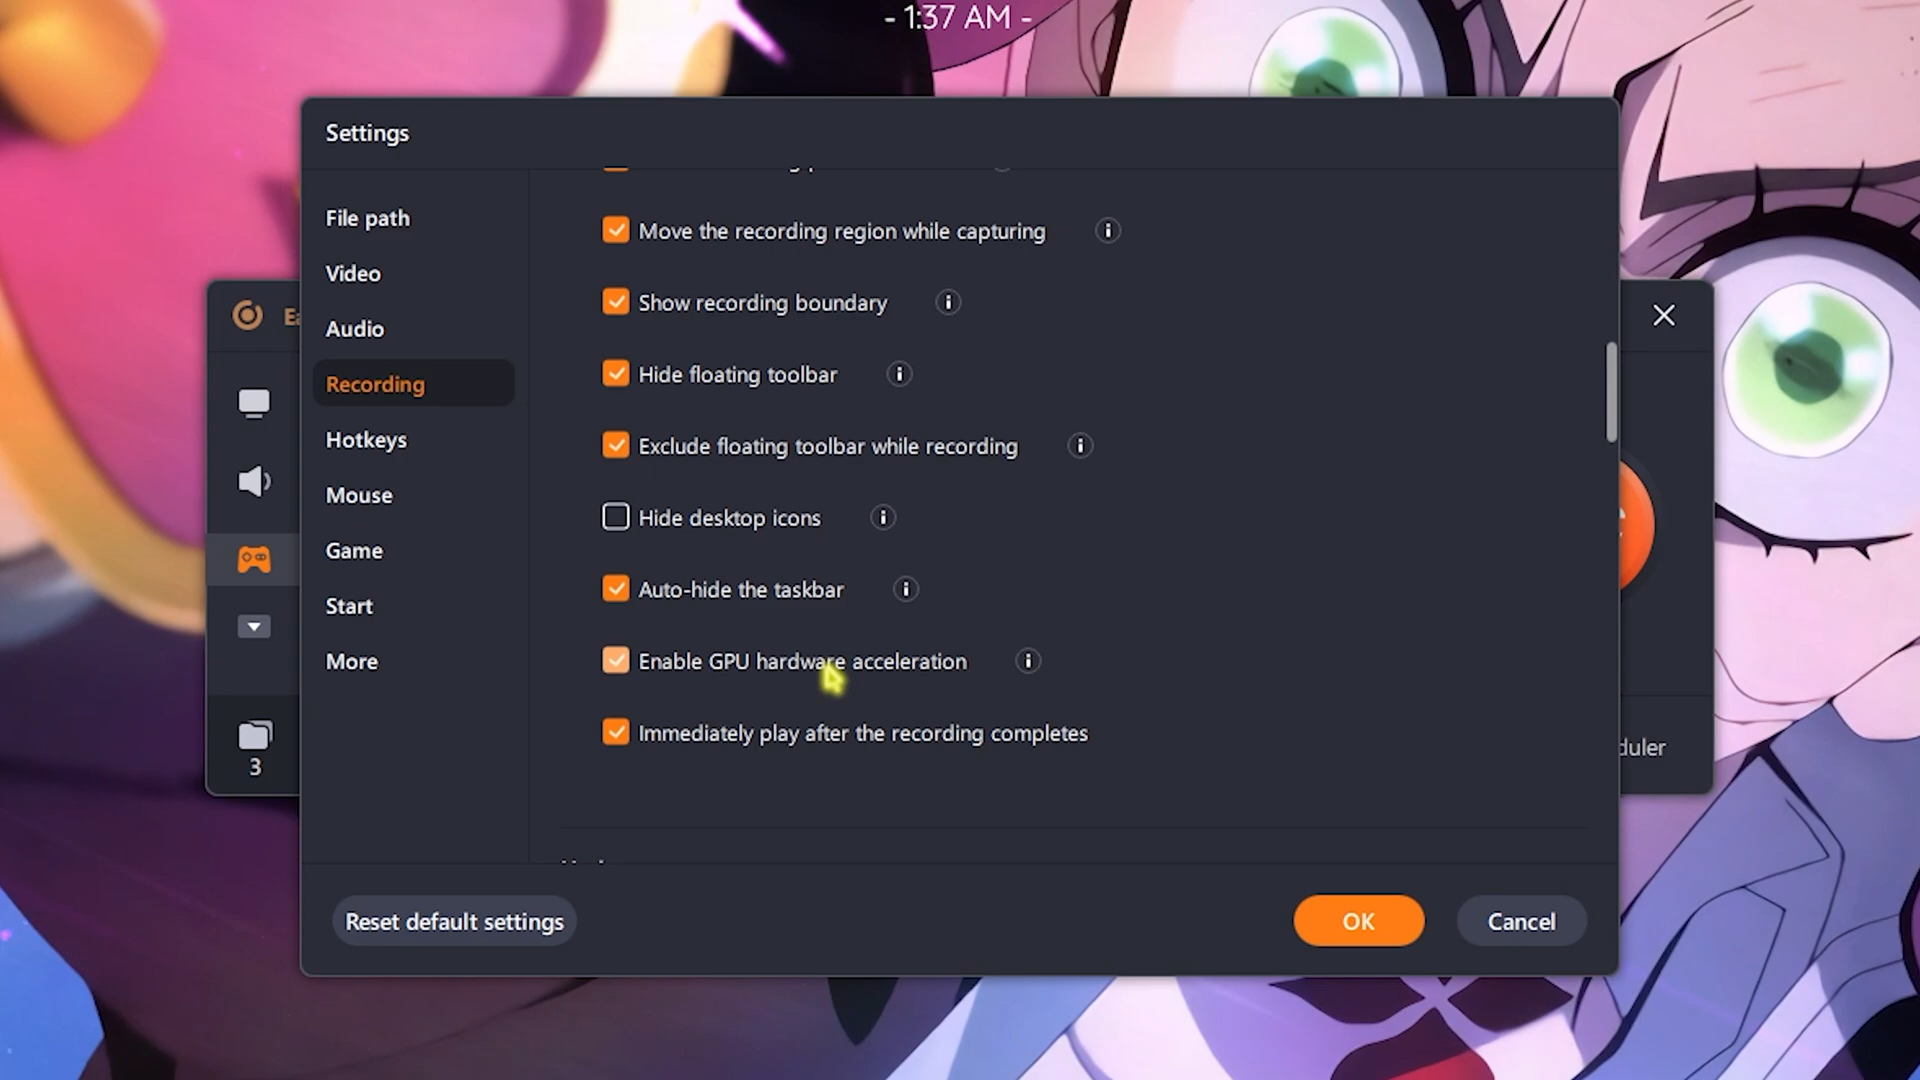 - 1:37 AM -
Settings
File path
Video
Audio
Recording
Hotkeys
Mouse
Game
Start
More
Move the recording region while capturing
Show recording boundary
Hide floating toolbar
Exclude floating toolbar while recording
Hide desktop icons
Auto-hide the taskbar
Enable GPU hardware acceleration
Immediately play after the recording completes
Reset default settings
OK
Cancel
Ea
3
duler